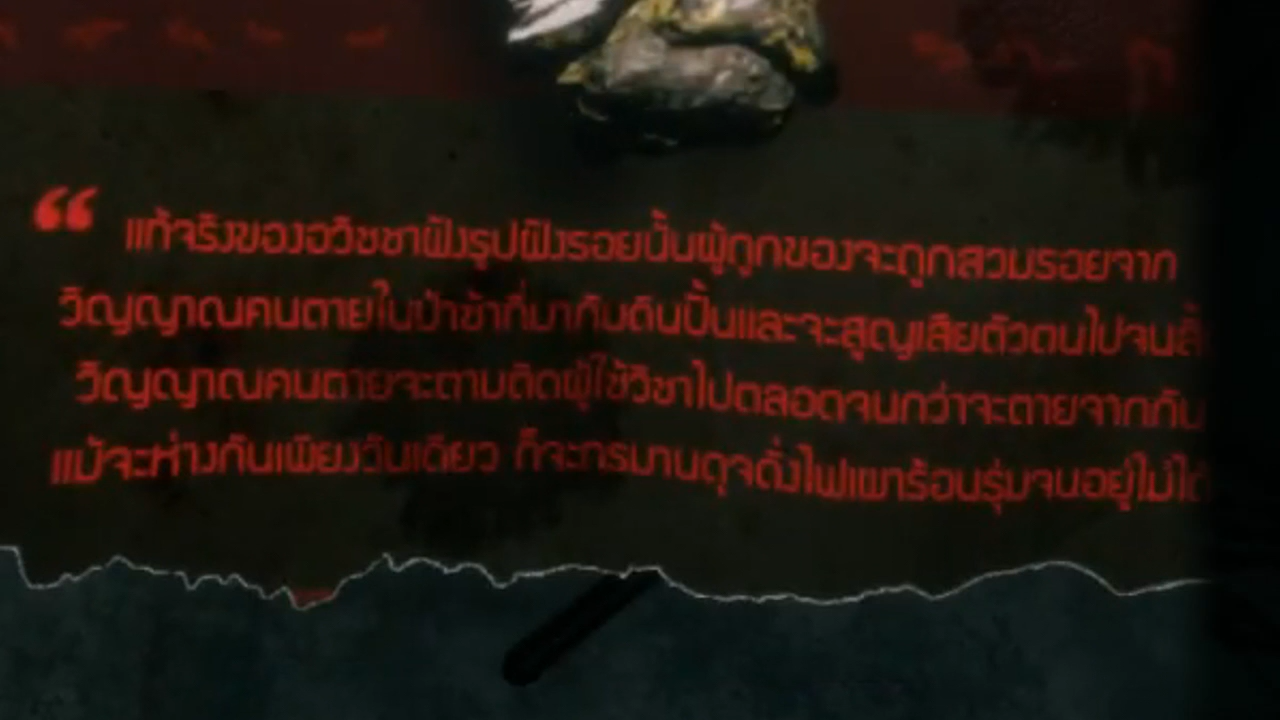 “ แท้จริงของอวิชชาฝังรูปฝังรอยนั้นผู้ถูกของจะถูกสวมรอยจาก
วิญญาณคนตายในป่าช้าที่มากับดินปั้นและจะสูญเสียตัวตนไปจน
วิญญาณคนตายจะตามติดผู้ใช้วิชาไปตลอดจนกว่าจะตายจากกัน
แม้จะห่างกันเพียงวันเดียว ก็จะทรมานดุจดั่งไฟเผาร้อนรุ่มจนอยู่ไม่ได้